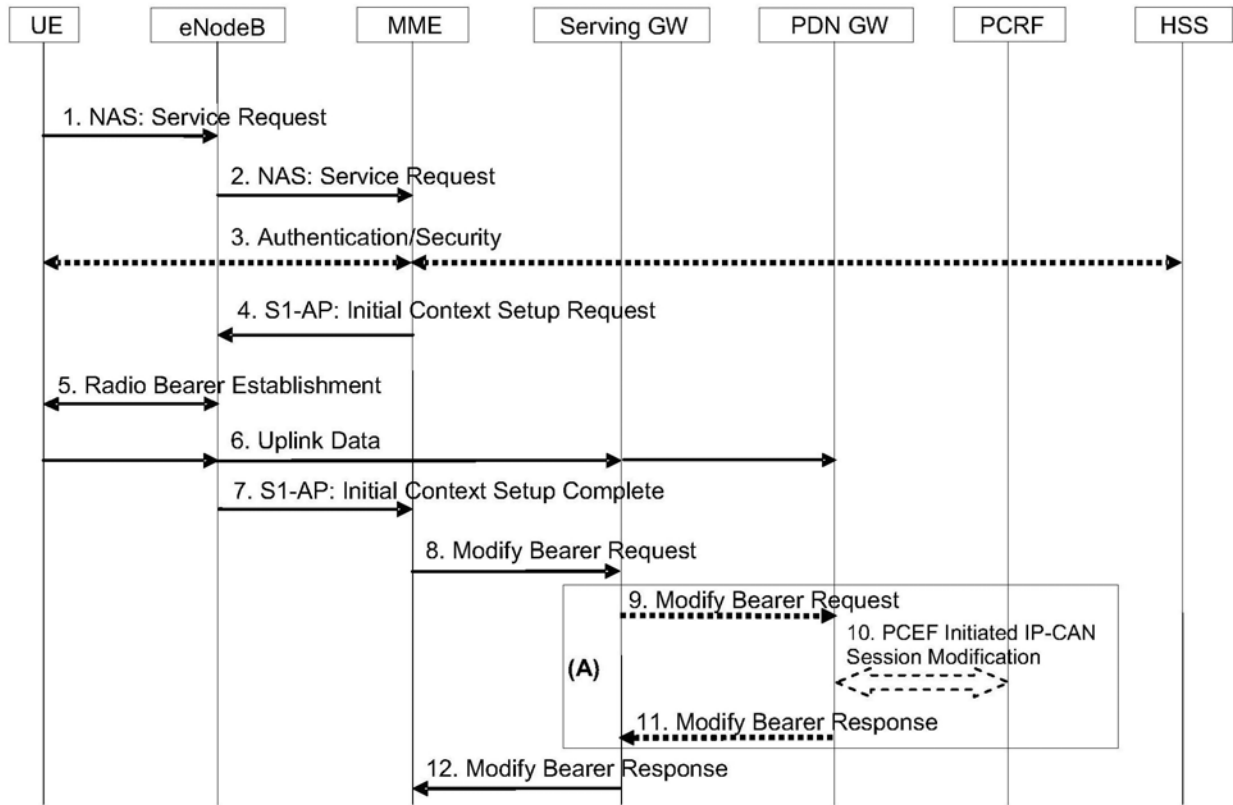 UE eNodeB MME Serving GW PDN GW PCRF HSS
1. NAS: Service Request
2. NAS: Service Request
3. Authentication/Security
4. S1-AP: Initial Context Setup Request
5. Radio Bearer Establishment
6. Uplink Data
7. S1-AP: Initial Context Setup Complete
8. Modify Bearer Request
9. Modify Bearer Request
10. PCEF Initiated IP-CAN
Session Modification
(A)
11. Modify Bearer Response
12. Modify Bearer Response